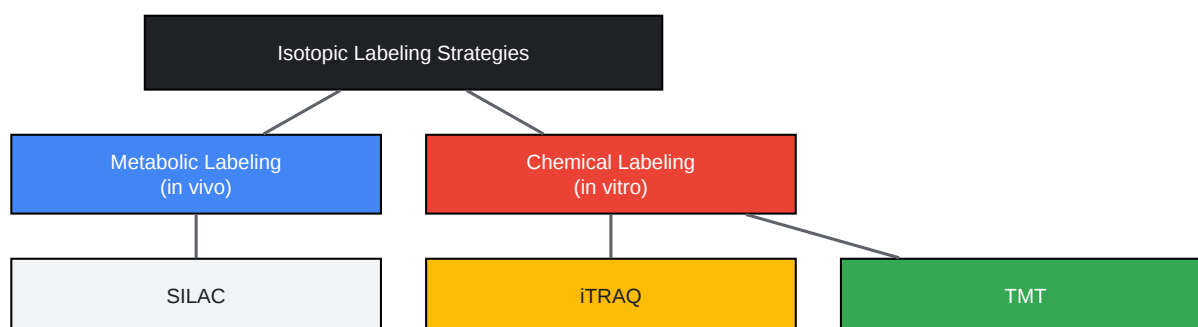 Isotopic Labeling Strategies
Metabolic Labeling
(in vivo)
Chemical Labeling
(in vitro)
SILAC
iTRAQ
TMT